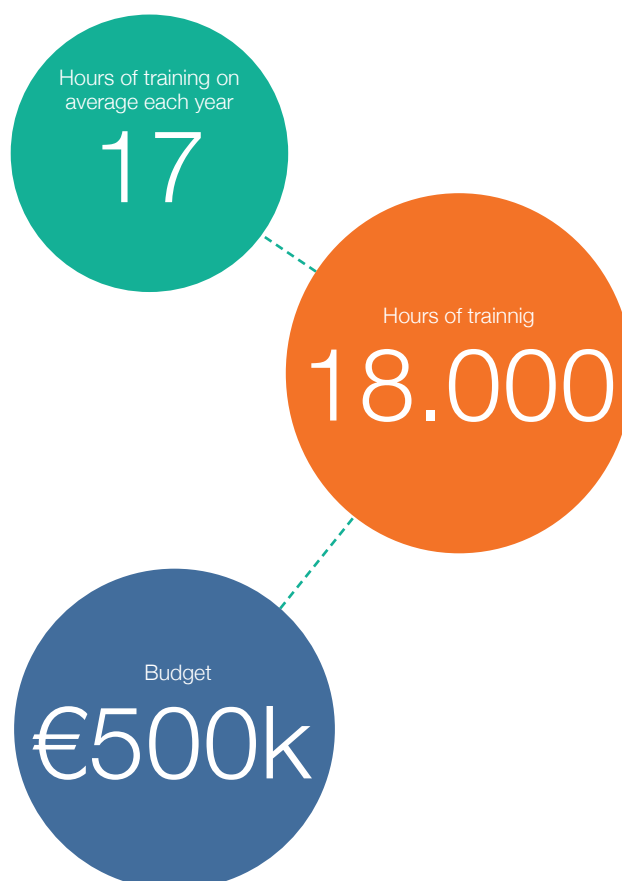 Hours of training on
average each year
17
Hours of trainnig
18.000
Budget
€500k